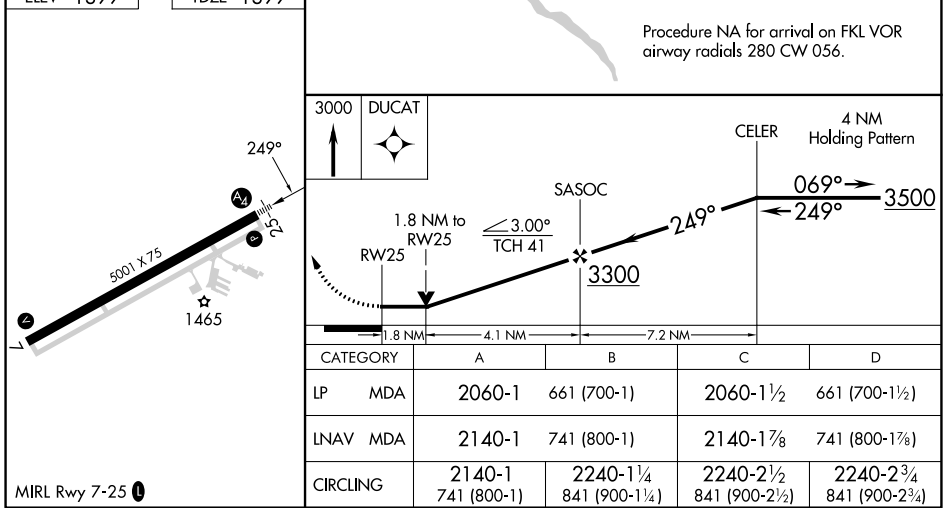 ELEV 1399
TDZE 1399
Procedure NA for arrival on FKL VOR
airway radials 280 CW 056.
249°
A4
25
P
5001 X 75
1465
V
7
MIRL Rwy 7-25 L
3000
DUCAT
CELER
4 NM
Holding Pattern
SASOC
069°
3500
249°
249°
1.8 NM to
RW25
3.00°
TCH 41
RW25
3300
1.8 NM
4.1 NM
7.2 NM
CATEGORY A B C D
LP MDA 2060-1 661 (700-1) 2060-1½ 661 (700-1½)
LNAV MDA 2140-1 741 (800-1) 2140-1⅞ 741 (800-1⅞)
CIRCLING 2140-1 2240-1¼ 2240-2½ 2240-2¾
741 (800-1) 841 (900-1¼) 841 (900-2½) 841 (900-2¾)